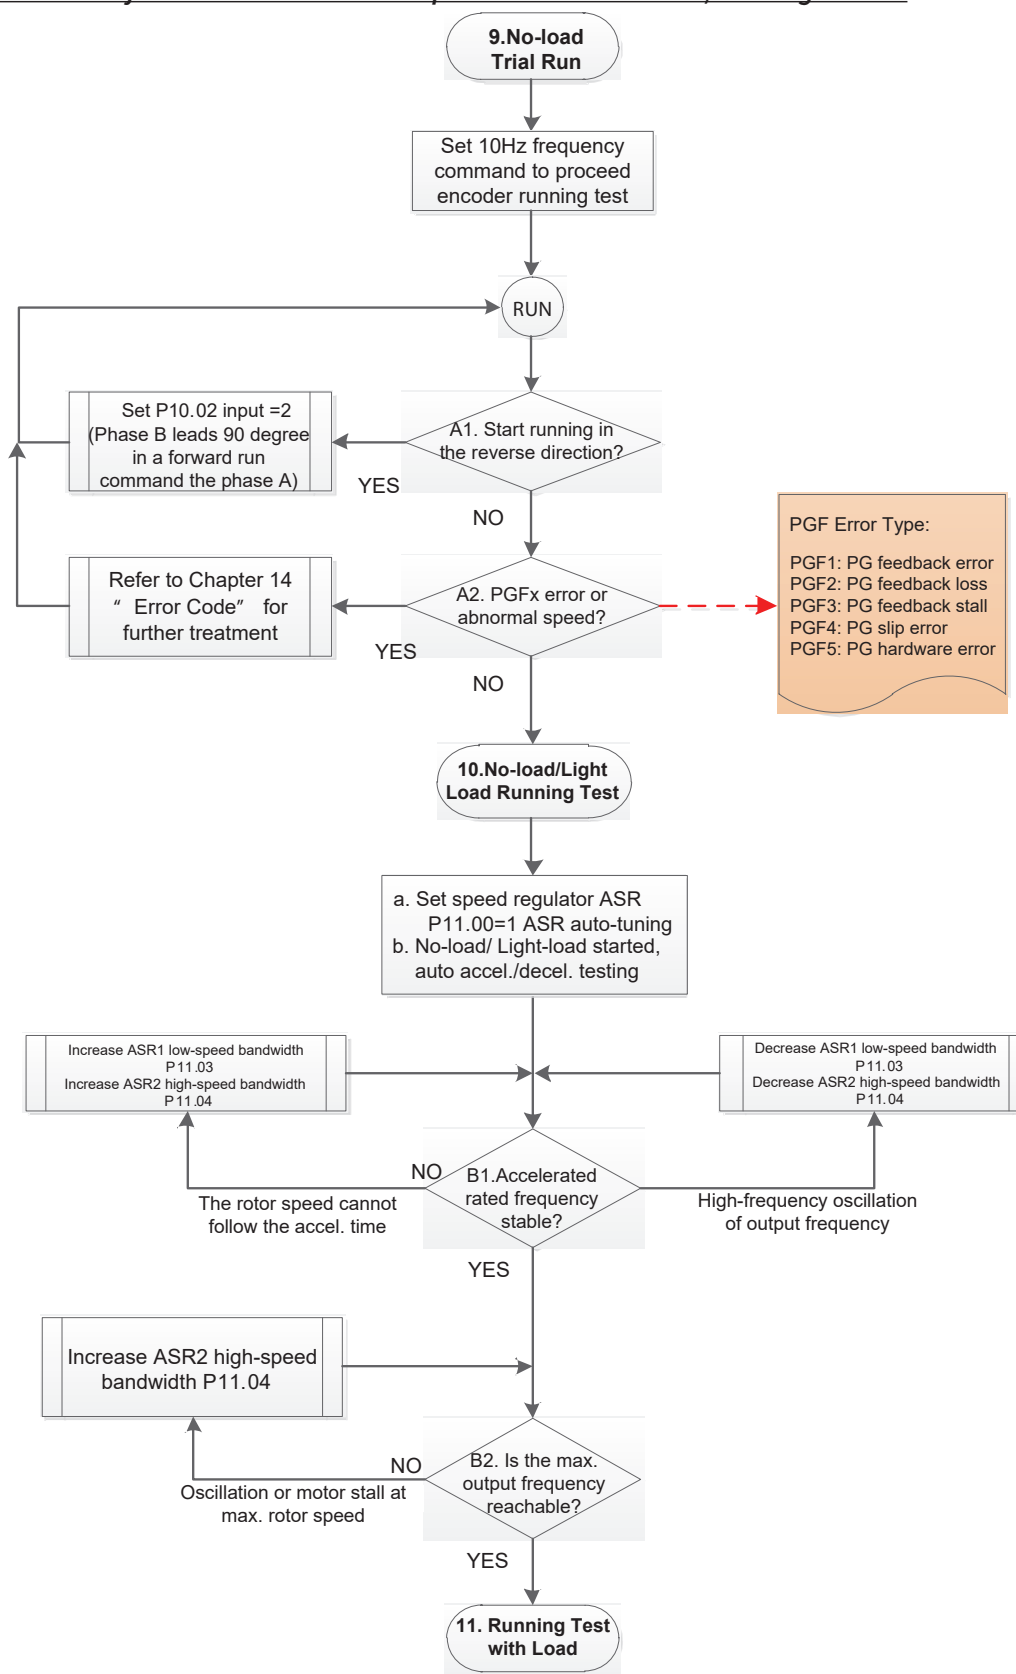 9.No-load
Trial Run
Set 10Hz frequency
command to proceed
encoder running test
RUN
Set P10.02 input =2
(Phase B leads 90 degree
in a forward run
command the phase A)
A1. Start running in
the reverse direction?
YES
NO
Refer to Chapter 14
“ Error Code” for
further treatment
A2. PGFx error or
abnormal speed?
YES
NO
PGF Error Type:
PGF1: PG feedback error
PGF2: PG feedback loss
PGF3: PG feedback stall
PGF4: PG slip error
PGF5: PG hardware error
10.No-load/Light
Load Running Test
a. Set speed regulator ASR
P11.00=1 ASR auto-tuning
b. No-load/ Light-load started,
auto accel./decel. testing
Increase ASR1 low-speed bandwidth
P11.03
Increase ASR2 high-speed bandwidth
P11.04
Decrease ASR1 low-speed bandwidth
P11.03
Decrease ASR2 high-speed bandwidth
P11.04
NO
B1.Accelerated
rated frequency
stable?
The rotor speed cannot
follow the accel. time
High-frequency oscillation
of output frequency
YES
Increase ASR2 high-speed
bandwidth P11.04
NO
B2. Is the max.
output frequency
reachable?
Oscillation or motor stall at
max. rotor speed
YES
11. Running Test
with Load